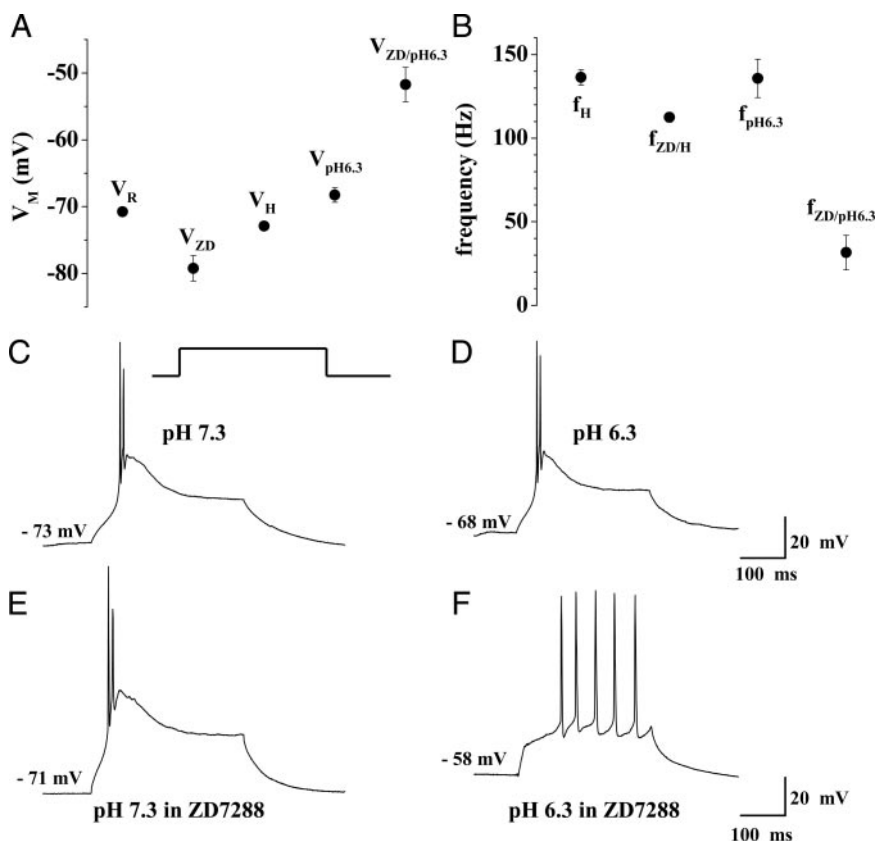 A
V_M (mV)
-50
-60
-70
-80
V_R
V_ZD
V_H
V_pH6.3
V_ZD/pH6.3
B
frequency (Hz)
150
100
50
0
f_H
f_ZD/H
f_pH6.3
f_ZD/pH6.3
C
pH 7.3
- 73 mV
D
pH 6.3
- 68 mV
20 mV
100 ms
E
- 71 mV
pH 7.3 in ZD7288
F
- 58 mV
pH 6.3 in ZD7288
20 mV
100 ms